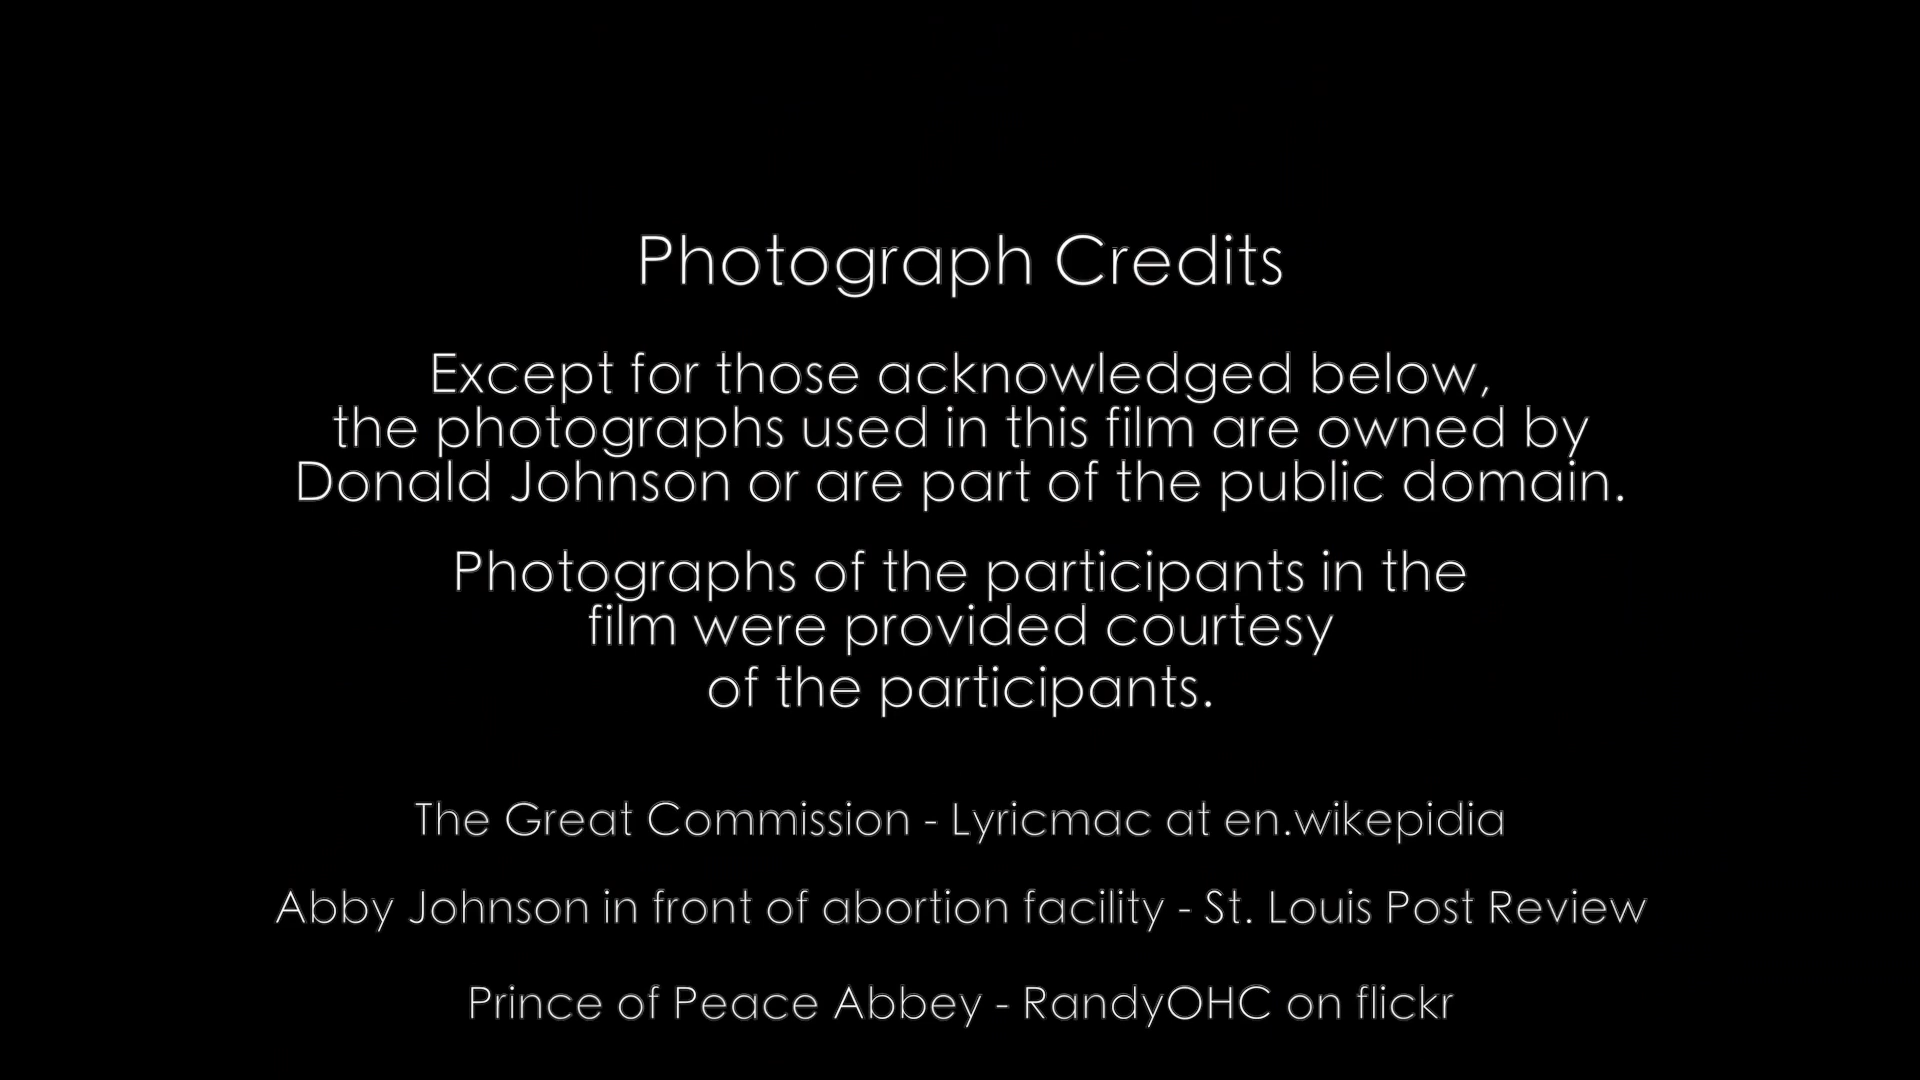 Photograph Credits
Except for those acknowledged below,
the photographs used in this film are owned by
Donald Johnson or are part of the public domain.
Photographs of the participants in the
film were provided courtesy
of the participants.
The Great Commission - Lyricmac at en.wikepidia
Abby Johnson in front of abortion facility - St. Louis Post Review
Prince of Peace Abbey - RandyOHC on flickr